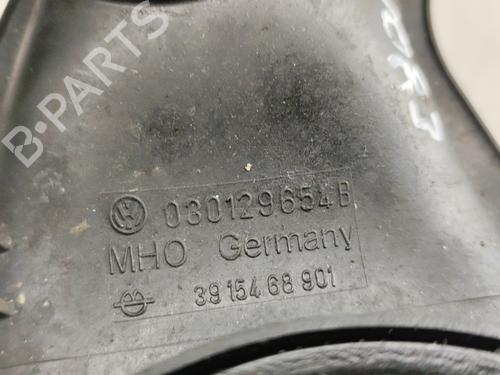 B-PARTS
030129654B
MHO Germany
39 154 68 901